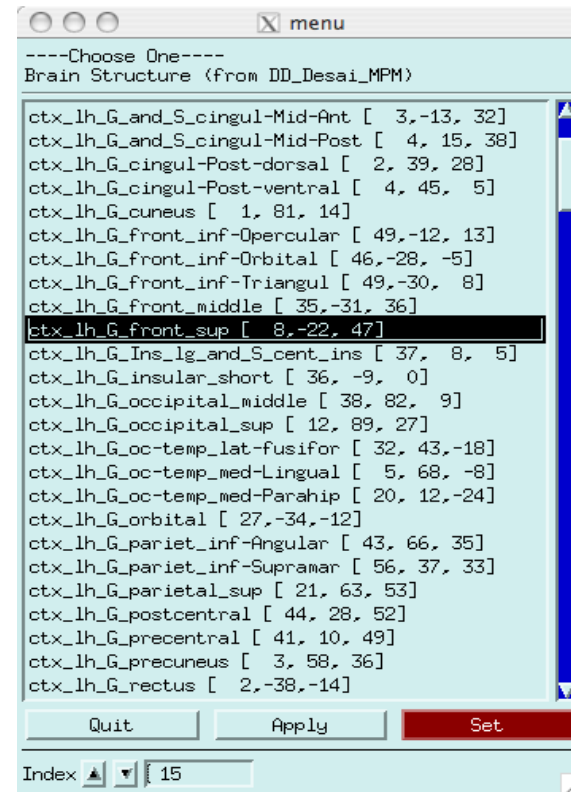 menu
----Choose One----
Brain Structure (from DD_Desai_MPM)
ctx_lh_G_and_S_cingul-Mid-Ant [  3,-13, 32]
ctx_lh_G_and_S_cingul-Mid-Post [  4, 15, 38]
ctx_lh_G_cingul-Post-dorsal [  2, 39, 28]
ctx_lh_G_cingul-Post-ventral [  4, 45,  5]
ctx_lh_G_cuneus [  1, 81, 14]
ctx_lh_G_front_inf-Opercular [ 49,-12, 13]
ctx_lh_G_front_inf-Orbital [ 46,-28, -5]
ctx_lh_G_front_inf-Triangul [ 49,-30,  8]
ctx_lh_G_front_middle [ 35,-31, 36]
ctx_lh_G_front_sup [  8,-22, 47]
ctx_lh_G_Ins_lg_and_S_cent_ins [ 37,  8,  5]
ctx_lh_G_insular_short [ 36, -9,  0]
ctx_lh_G_occipital_middle [ 38, 82,  9]
ctx_lh_G_occipital_sup [ 12, 89, 27]
ctx_lh_G_oc-temp_lat-fusifor [ 32, 43,-18]
ctx_lh_G_oc-temp_med-Lingual [  5, 68, -8]
ctx_lh_G_oc-temp_med-Parahip [ 20, 12,-24]
ctx_lh_G_orbital [ 27,-34,-12]
ctx_lh_G_pariet_inf-Angular [ 43, 66, 35]
ctx_lh_G_pariet_inf-Supramar [ 56, 37, 33]
ctx_lh_G_parietal_sup [ 21, 63, 53]
ctx_lh_G_postcentral [ 44, 28, 52]
ctx_lh_G_precentral [ 41, 10, 49]
ctx_lh_G_precuneus [  3, 58, 36]
ctx_lh_G_rectus [  2,-38,-14]
Quit Apply Set
Index 15